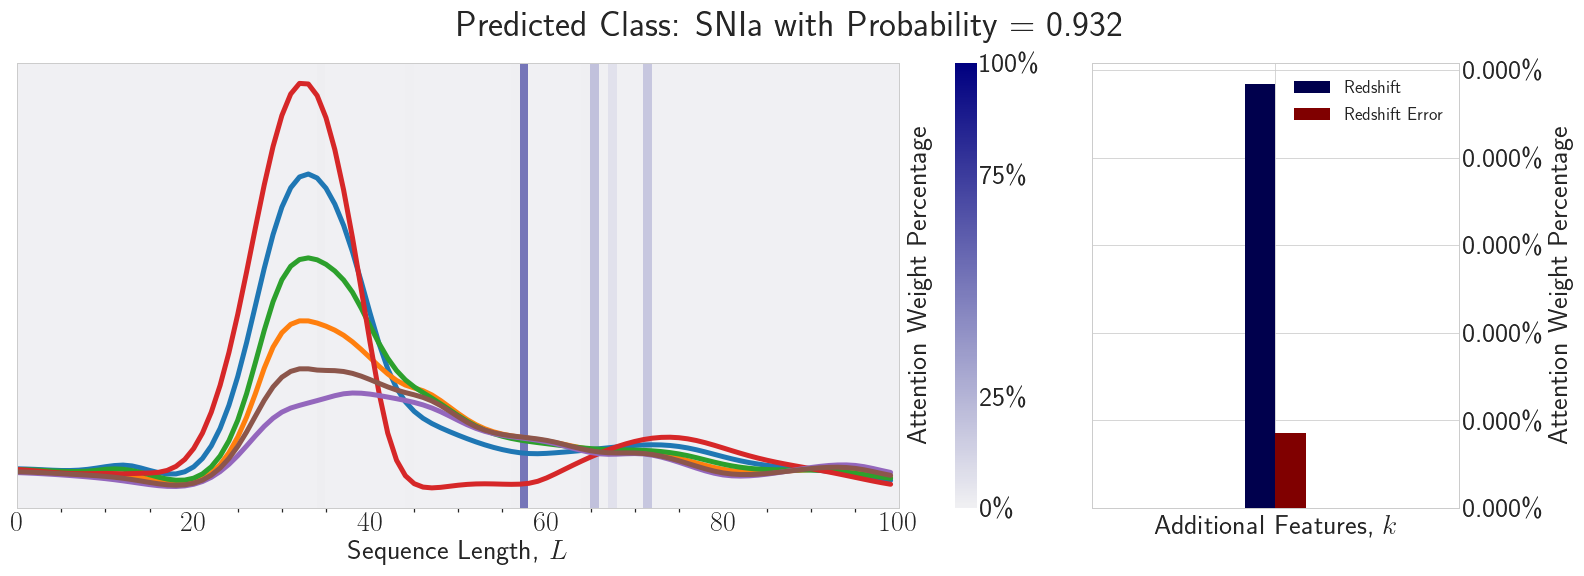 Predicted Class: SNIa with Probability = 0.932
100%
75%
25%
0%
Attention Weight Percentage
0 20 40 60 80 100
Sequence Length, L
Redshift
Redshift Error
0.000%
0.000%
0.000%
0.000%
0.000%
0.000%
Attention Weight Percentage
Additional Features, k